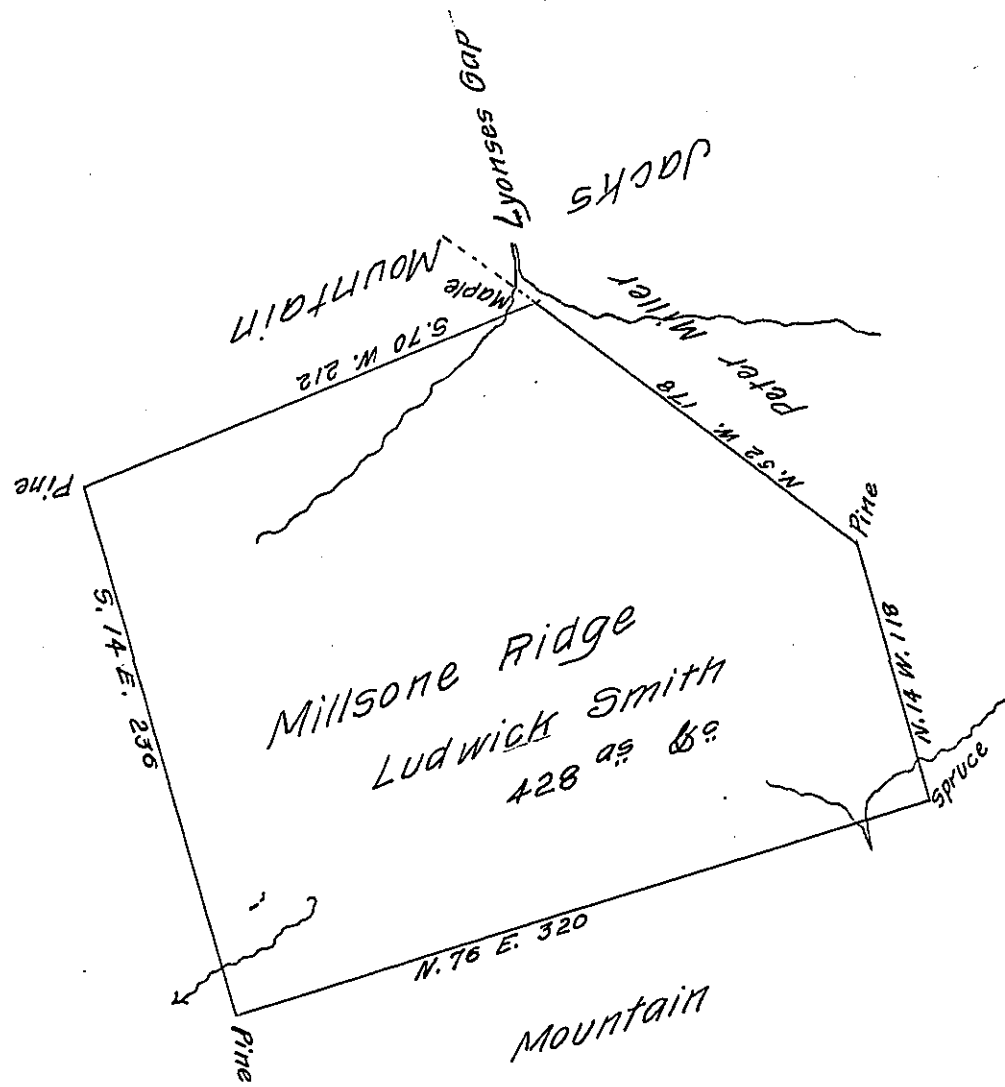 Lyonses Gap
Jacks
Mountain
Maple
Peter Miller
S. 70 W. 212
N. 52 W. 178
Pine
Pine
S. 14 E. 236
N. 14 W. 118
Millsone Ridge
Ludwick Smith
428 as &c
Spruce
N. 76 E. 320
Mountain
Pine